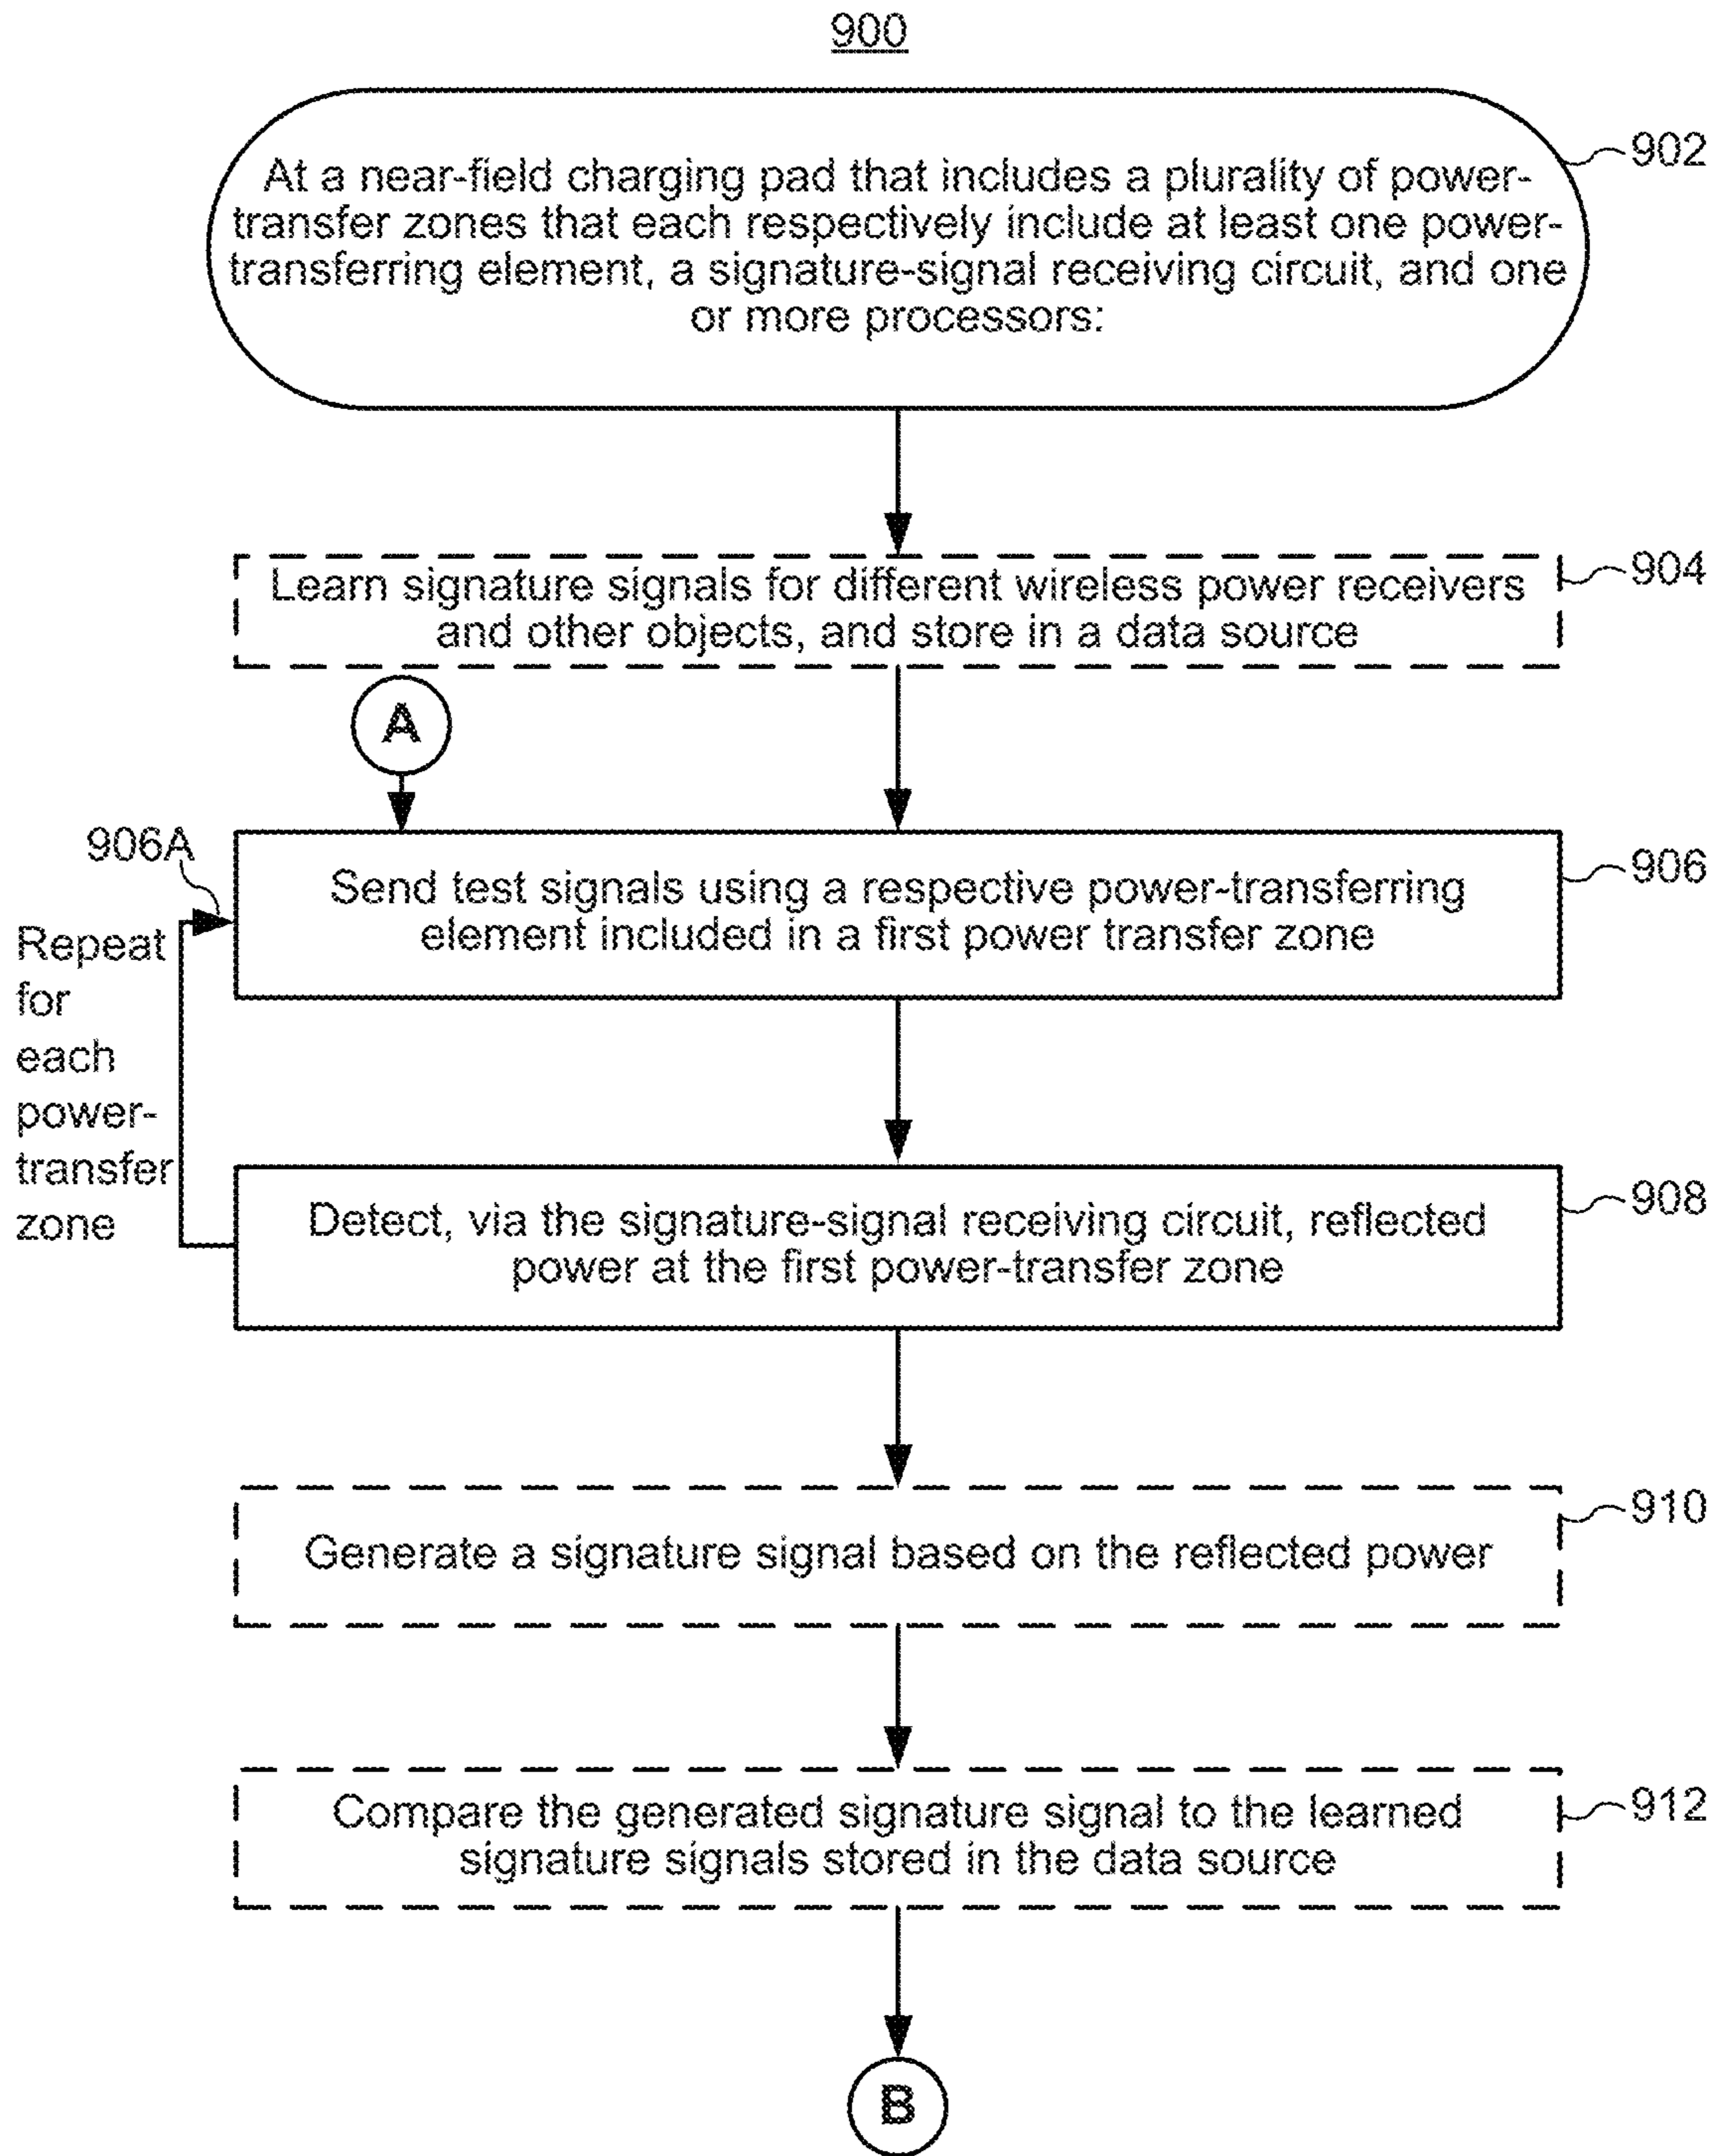 900
At a near-field charging pad that includes a plurality of power-
transfer zones that each respectively include at least one power-
transferring element, a signature-signal receiving circuit, and one
or more processors:
902
Learn signature signals for different wireless power receivers
and other objects, and store in a data source
904
A
906A
Send test signals using a respective power-transferring
element included in a first power transfer zone
906
Repeat
for
each
power-
transfer
zone
Detect, via the signature-signal receiving circuit, reflected
power at the first power-transfer zone
908
Generate a signature signal based on the reflected power
910
Compare the generated signature signal to the learned
signature signals stored in the data source
912
B